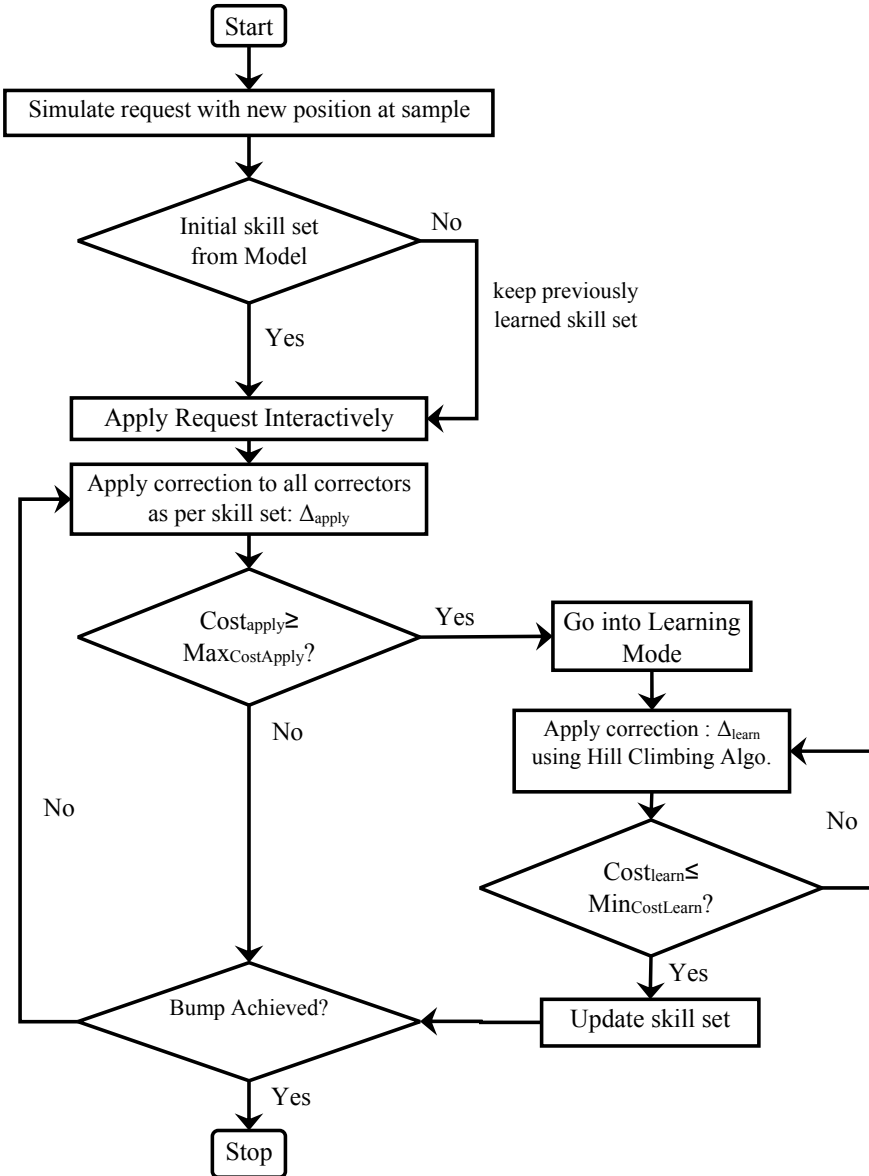 Start
Simulate request with new position at sample
Initial skill set
from Model
No
keep previously
learned skill set
Yes
Apply Request Interactively
Apply correction to all correctors
as per skill set: Δapply
Costapply≥
MaxCostApply?
Yes
Go into Learning
Mode
No
Apply correction : Δlearn
using Hill Climbing Algo.
No
No
Costlearn≤
MinCostLearn?
Yes
Bump Achieved?
Update skill set
Yes
Stop